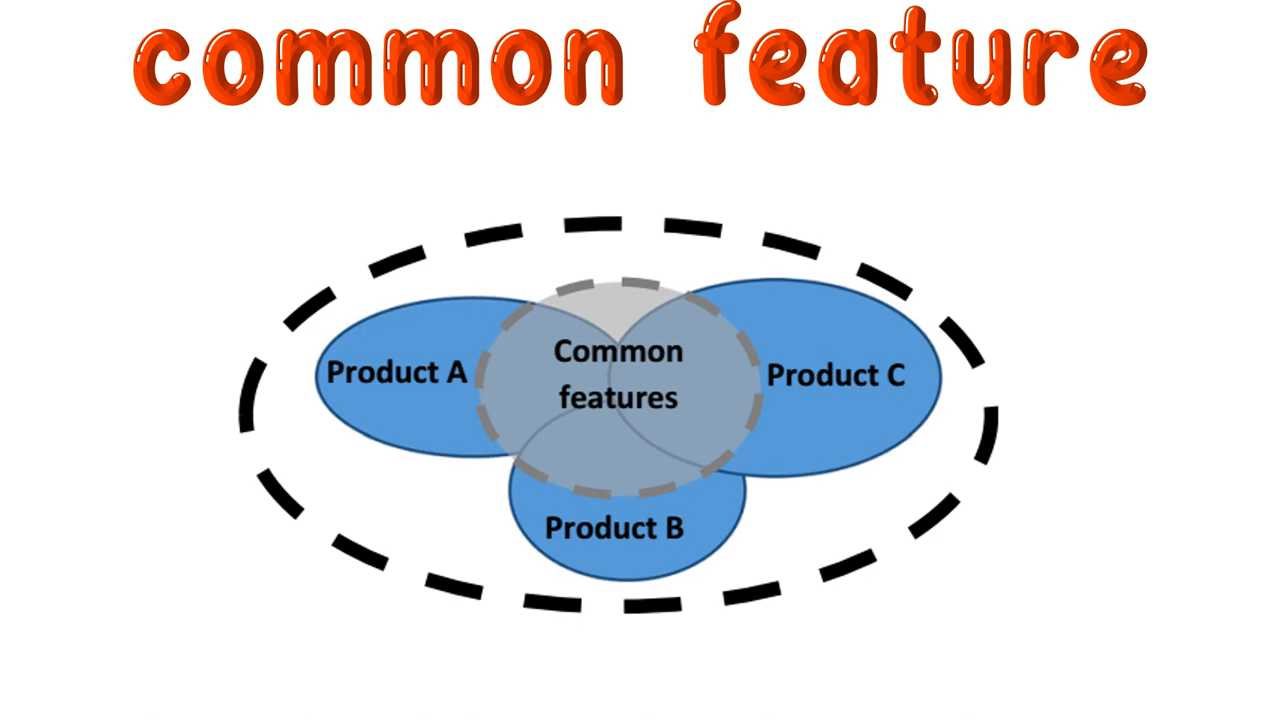 common feature
Common
features
Product A
Product C
Product B